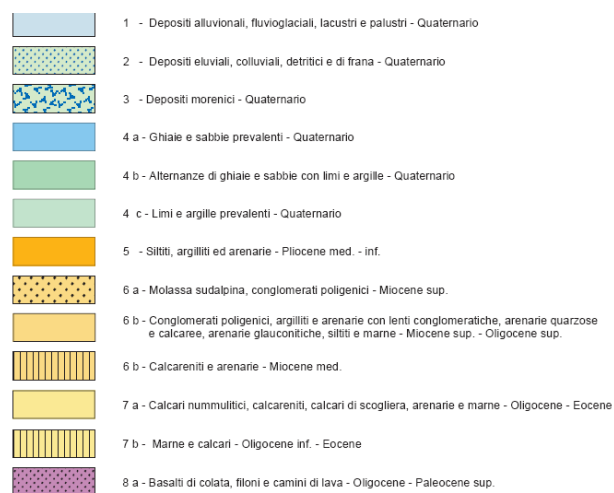 1 - Depositi alluvionali, fluvioglaciali, lacustri e palustri - Quaternario
2 - Depositi eluviali, colluviali, detritici e di frana - Quaternario
3 - Depositi morenici - Quaternario
4 a - Ghiaie e sabbie prevalenti - Quaternario
4 b - Alternanze di ghiaie e sabbie con limi e argille - Quaternario
4 c - Limi e argille prevalenti - Quaternario
5 - Siltiti, argilliti ed arenarie - Pliocene med. - inf.
6 a - Molassa sudalpina, conglomerati poligenici - Miocene sup.
6 b - Conglomerati poligenici, argilliti e arenarie con lenti conglomeratiche, arenarie quarzose
e calcaree, arenarie glauconitiche, siltiti e marne - Miocene sup. - Oligocene sup.
6 b - Calcareniti e arenarie - Miocene med.
7 a - Calcari nummulitici, calcareniti, calcari di scogliera, arenarie e marne - Oligocene - Eocene
7 b - Marne e calcari - Oligocene inf. - Eocene
8 a - Basalti di colata, filoni e camini di lava - Oligocene - Paleocene sup.